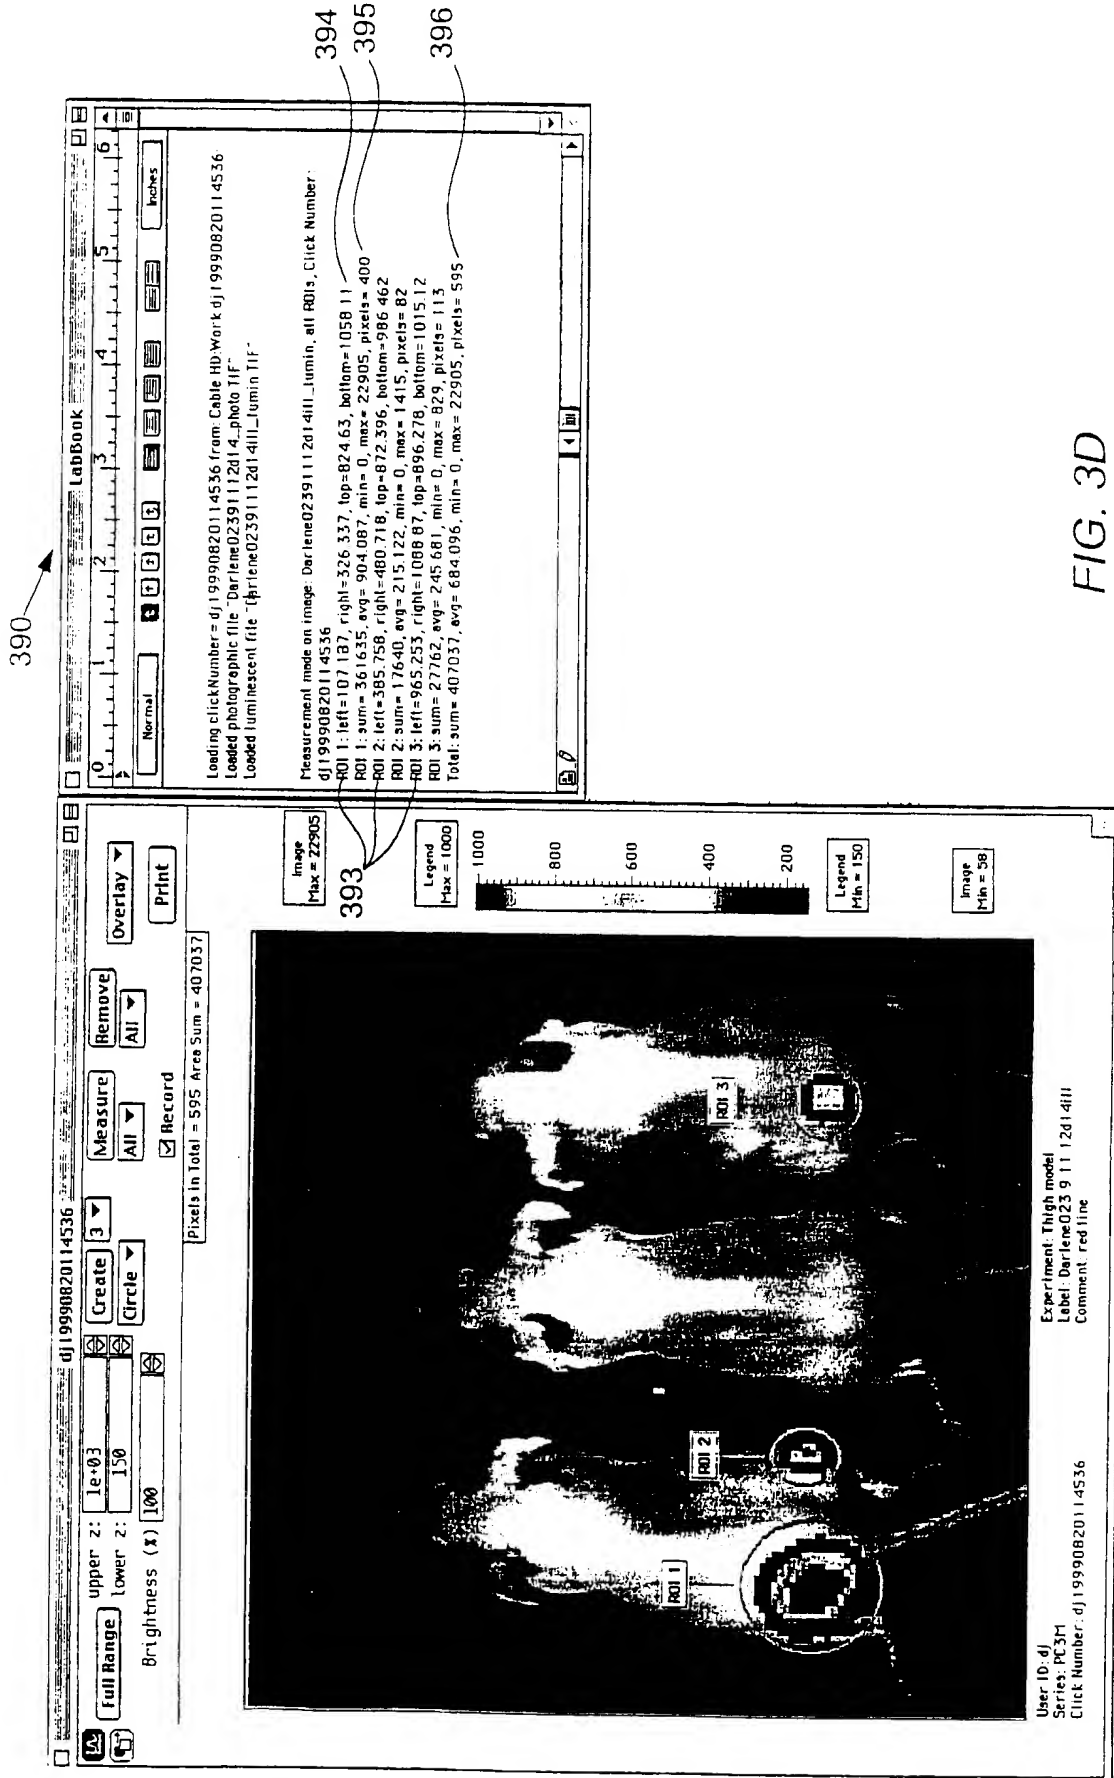 390
LabBook
0 1 2 3 4 5 6
Normal
Inches
Loading clickNumber = dj19990820114536 from: Cable HD:Work dj19990820114536
Loaded photographic file "Darlene02391112d14_photo TIF"
Loaded luminescent file "Darlene02391112d14ill_lumin TIF"
Measurement made on image: Darlene02391112d14ill_lumin, all ROIs, Click Number:
dj19990820114536
ROI 1: left=107 187, right=326 337, top=824.63, bottom=1058 11
ROI 1: sum= 361635, avg= 904.087, min= 0, max= 22905, pixels= 400
ROI 2: left=385.758, right=480.718, top=872.396, bottom=986 462
ROI 2: sum= 17640, avg= 215.122, min= 0, max= 1415, pixels= 82
ROI 3: left=965.253, right=1088 87, top=896.278, bottom=1015.12
ROI 3: sum= 27762, avg= 245 681, min= 0, max= 829, pixels= 113
Total: sum= 407037, avg= 684.096, min= 0, max= 22905, pixels= 595
393
394
395
396
dj19990820114536
Full Range
upper z: 1e+03
lower z: 150
Brightness (%) 100
Create 3
Circle
Measure
All
Record
Remove
All
Overlay
Print
Pixels in Total = 595 Area Sum = 407037
ROI 1
ROI 2
ROI 3
Image
Max = 22905
Legend
Max = 1000
1000
800
600
400
200
Legend
Min = 150
Image
Min = 58
User ID: dj
Series: PC3M
Click Number: dj19990820114536
Experiment: Thigh model
Label: Darlene023 9 11 12d14ill
Comment: red line
FIG. 3D